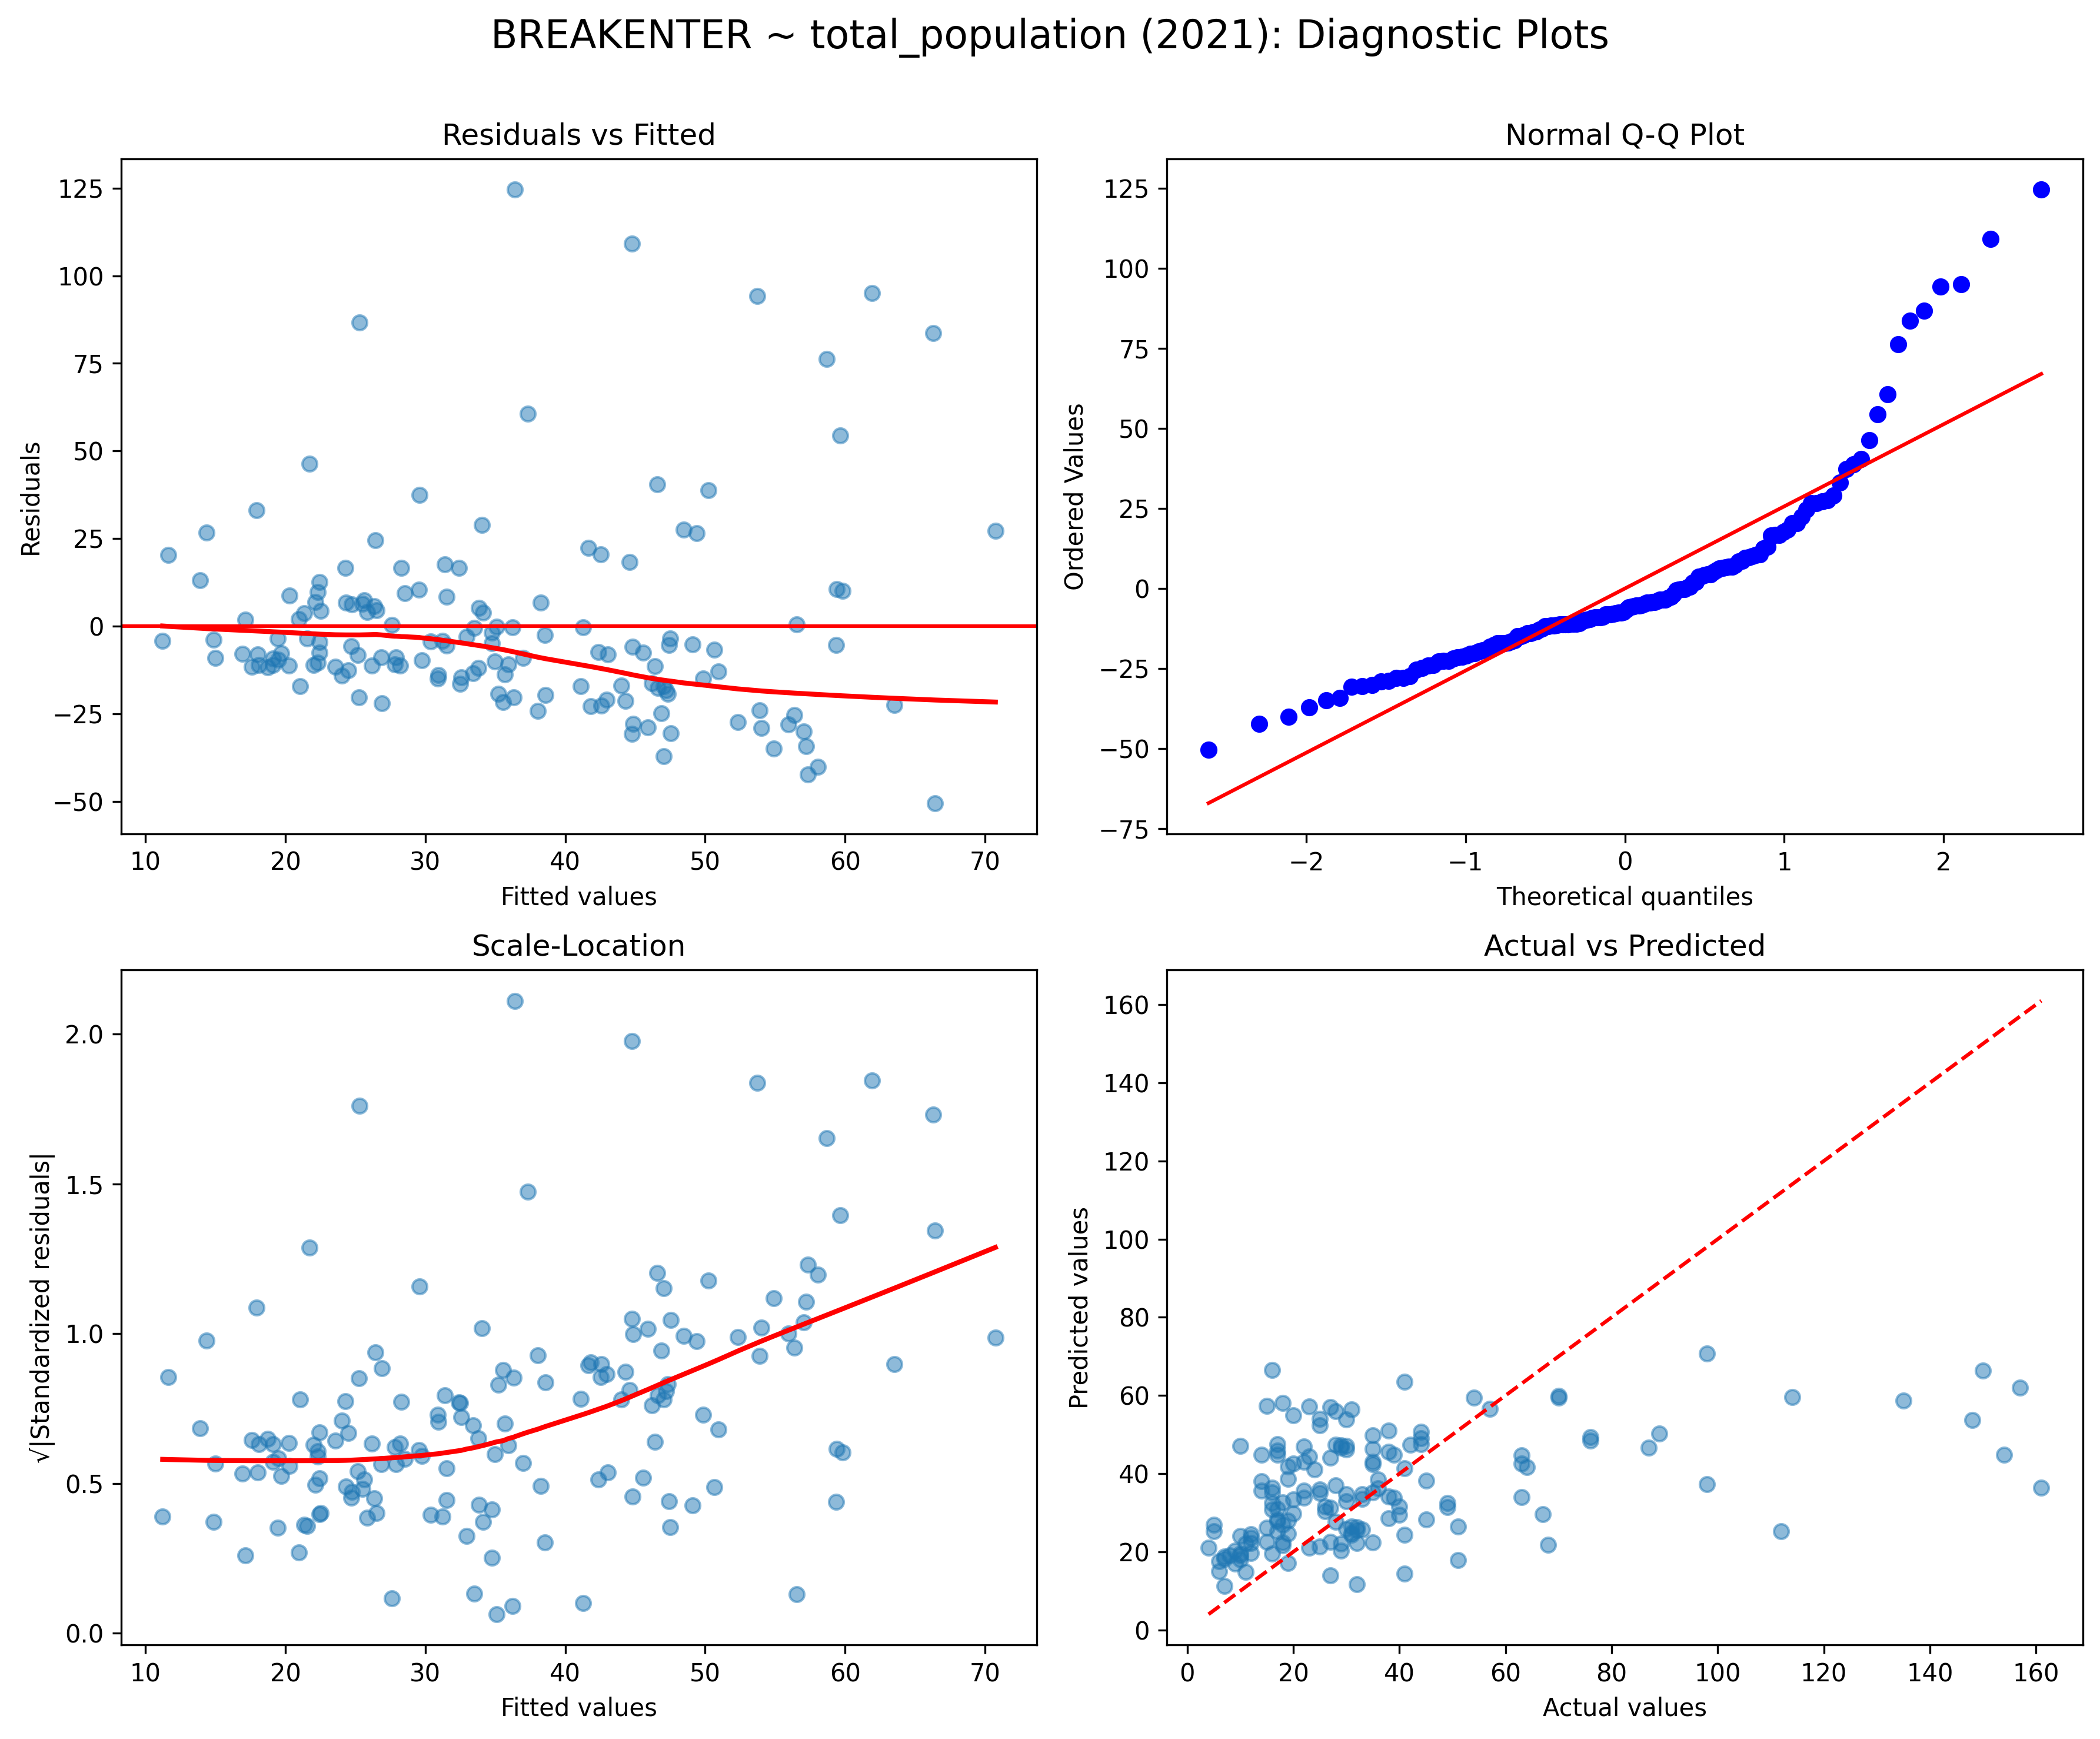 BREAKENTER ~ total_population (2021): Diagnostic Plots
Residuals vs Fitted
125
100
75
50
25
0
−25
−50
Residuals
10 20 30 40 50 60 70
Fitted values
Normal Q-Q Plot
125
100
75
50
25
0
−25
−50
−75
Ordered Values
−2 −1 0 1 2
Theoretical quantiles
Scale-Location
2.0
1.5
1.0
0.5
0.0
√|Standardized residuals|
10 20 30 40 50 60 70
Fitted values
Actual vs Predicted
160
140
120
100
80
60
40
20
0
Predicted values
0 20 40 60 80 100 120 140 160
Actual values